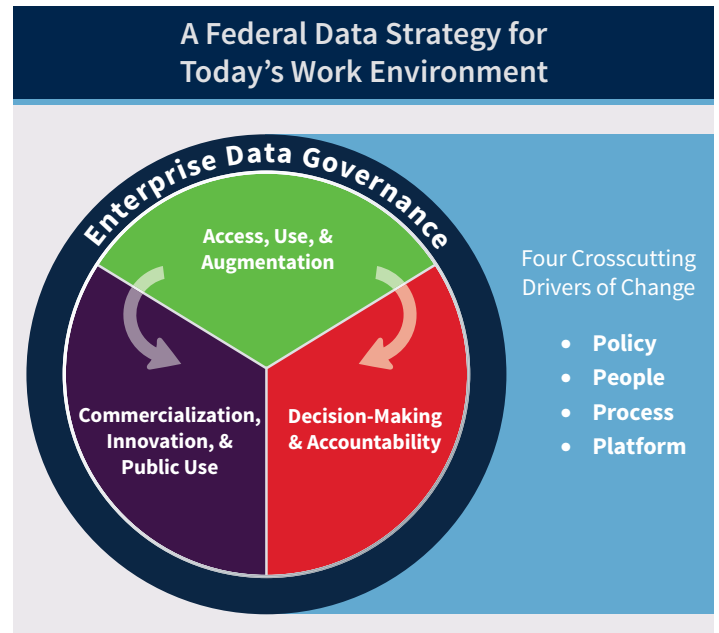 A Federal Data Strategy for
Today’s Work Environment
Enterprise Data Governance
Access, Use, &
Augmentation
Commercialization,
Innovation, &
Public Use
Decision-Making
& Accountability
Four Crosscutting
Drivers of Change
• Policy
• People
• Process
• Platform